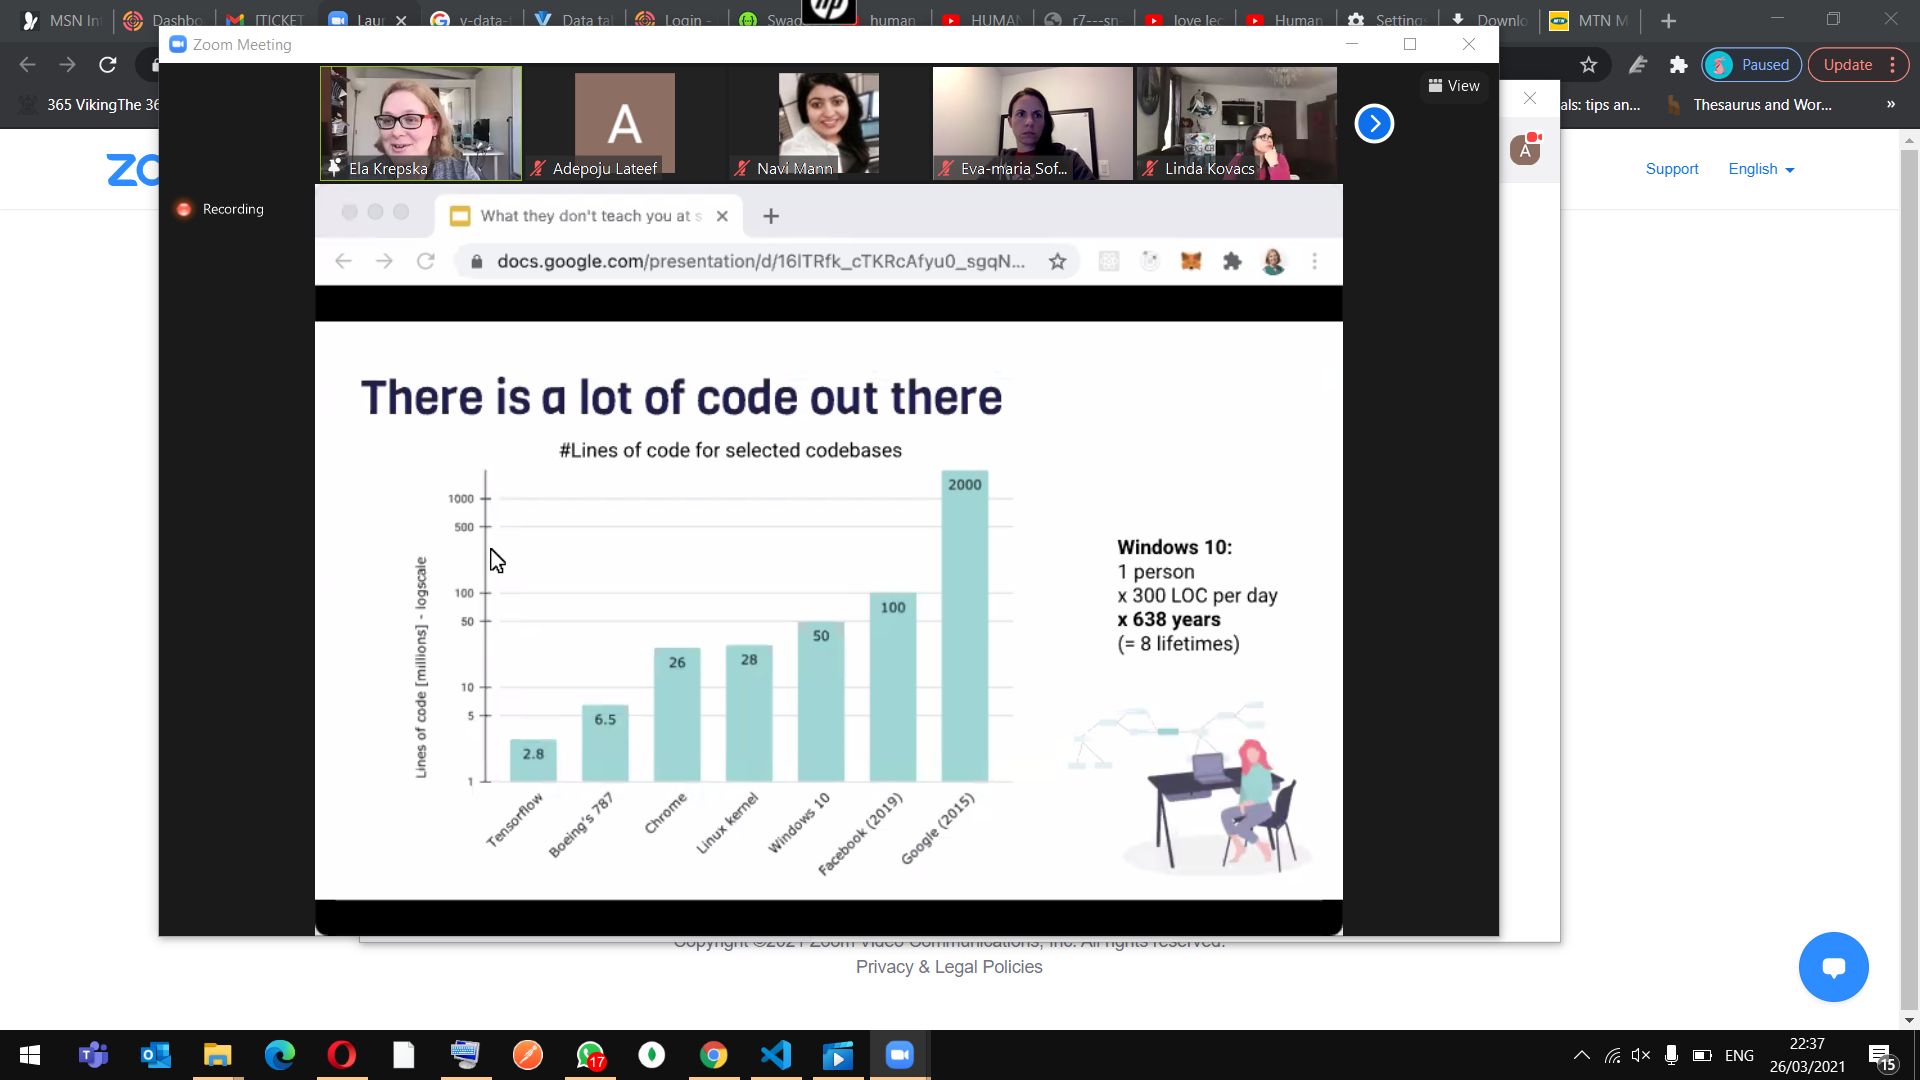 MSN In
Dashbo
[TICKET
Lau
v-data-t
Data tal
Login -
Swad
human
HUMAN
r7---sn-
love lec
Human
Setting
Downlo
MTN M
Zoom Meeting
Paused
Update
365 VikingThe 36
als: tips an...
Thesaurus and Wor...
»
View
Ela Krepska
A
Adepoju Lateef
Navi Mann
Eva-maria Sof...
Linda Kovacs
A
Support
English
Recording
What they don't teach you at s
docs.google.com/presentation/d/16lTRfk_cTKRcAfyu0_sgqN...
There is a lot of code out there
#Lines of code for selected codebases
Lines of code [millions] - logscale
1000
500
100
50
10
5
1
2.8
6.5
26
28
50
100
2000
Tensorflow
Boeing's 787
Chrome
Linux kernel
Windows 10
Facebook (2019)
Google (2015)
Windows 10:
1 person
x 300 LOC per day
x 638 years
(= 8 lifetimes)
Copyright ©2021 Zoom Video Communications, Inc. All rights reserved.
Privacy & Legal Policies
17
ENG
22:37
26/03/2021
15